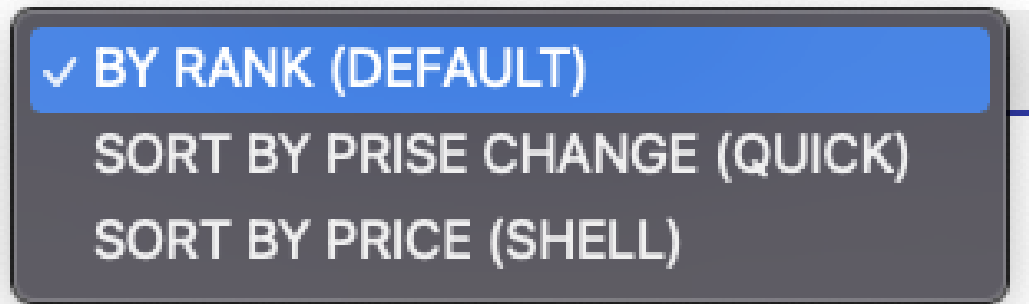 ✓ BY RANK (DEFAULT)
SORT BY PRISE CHANGE (QUICK)
SORT BY PRICE (SHELL)